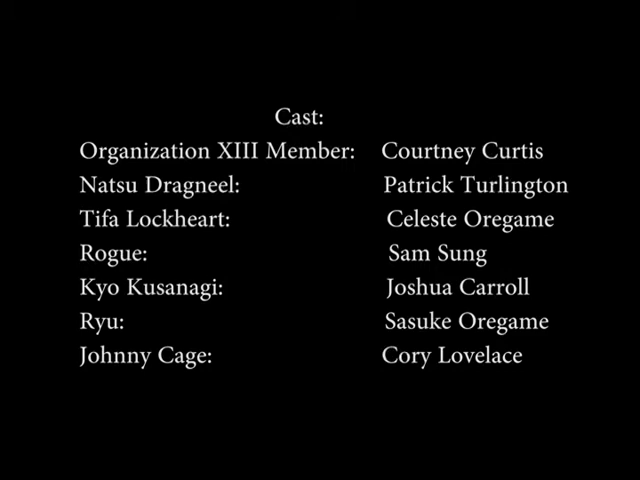 Cast:
Organization XIII Member: Courtney Curtis
Natsu Dragneel: Patrick Turlington
Tifa Lockheart: Celeste Oregame
Rogue: Sam Sung
Kyo Kusanagi: Joshua Carroll
Ryu: Sasuke Oregame
Johnny Cage: Cory Lovelace